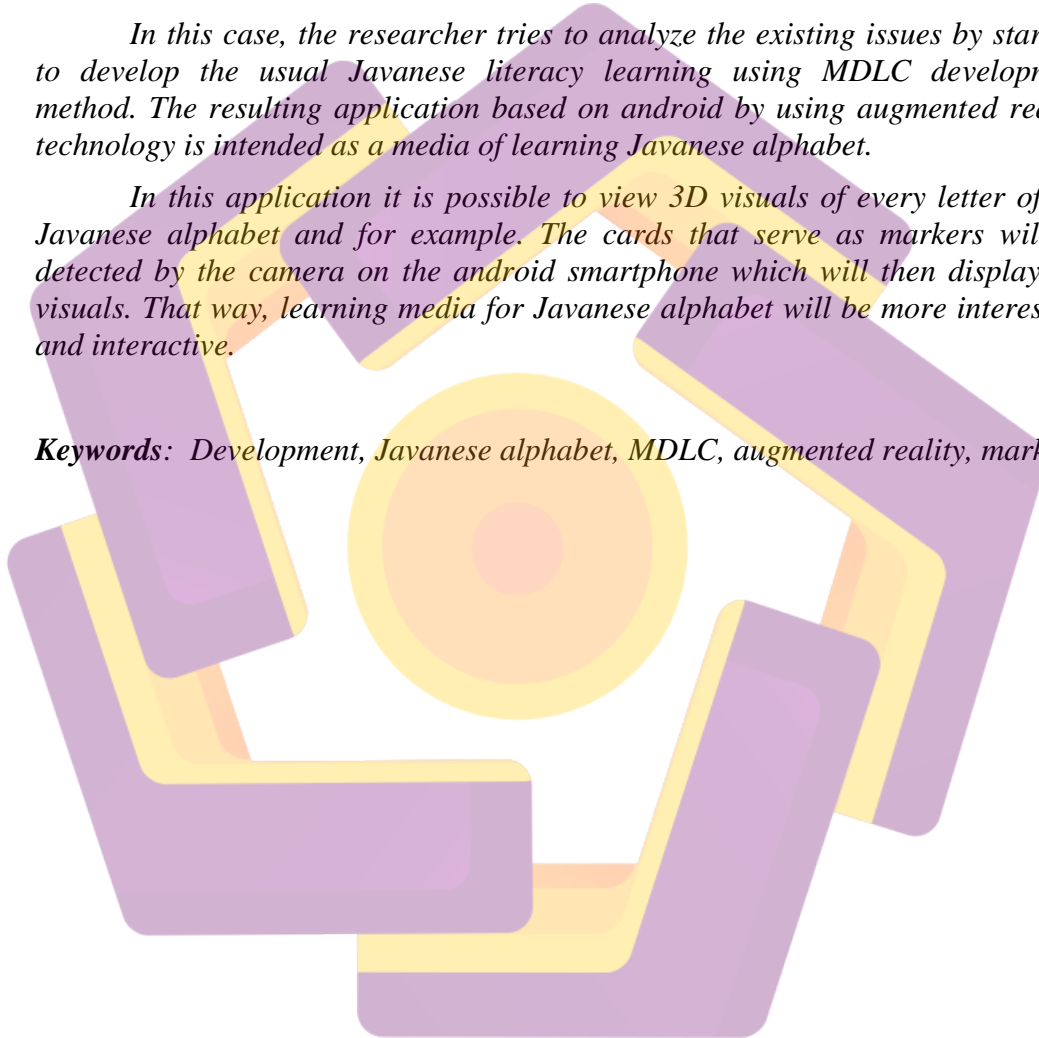 In this case, the researcher tries to analyze the existing issues by star
to develop the usual Javanese literacy learning using MDLC developm
method. The resulting application based on android by using augmented rea
technology is intended as a media of learning Javanese alphabet.
In this application it is possible to view 3D visuals of every letter of
Javanese alphabet and for example. The cards that serve as markers wil
detected by the camera on the android smartphone which will then display
visuals. That way, learning media for Javanese alphabet will be more interes
and interactive.
Keywords: Development, Javanese alphabet, MDLC, augmented reality, mark